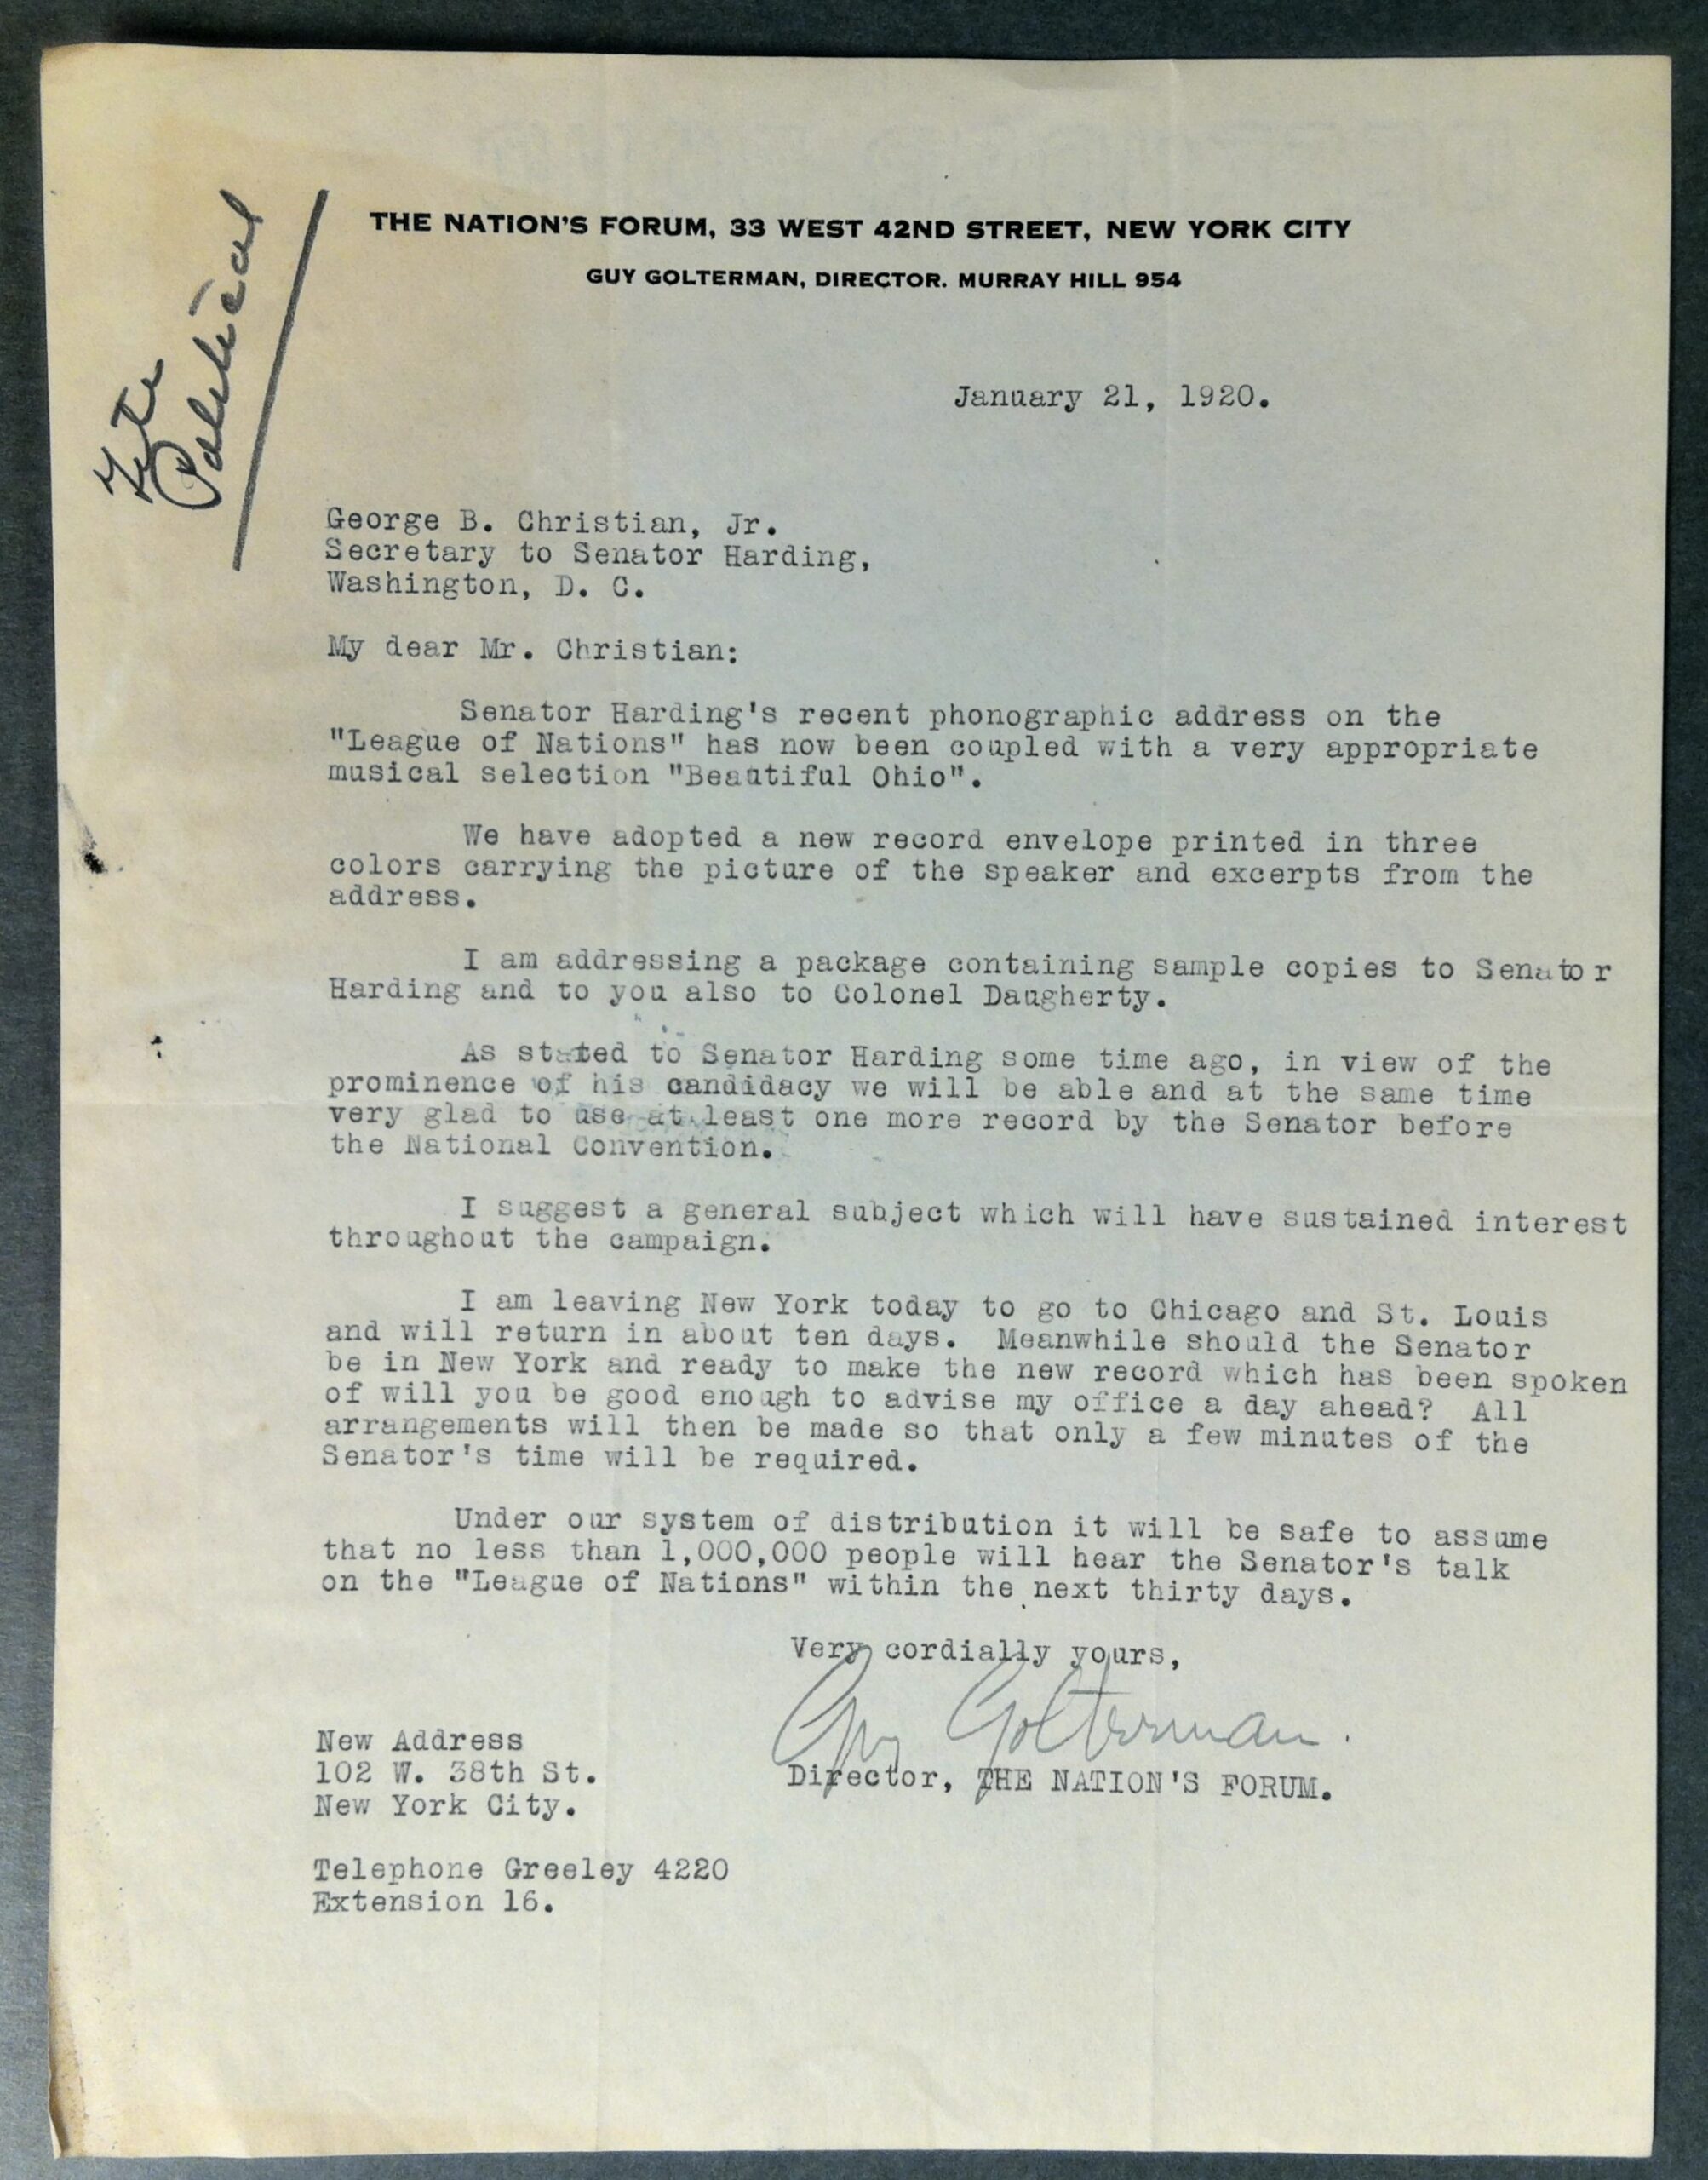 THE NATION'S FORUM, 33 WEST 42ND STREET, NEW YORK CITY
GUY GOLTERMAN, DIRECTOR. MURRAY HILL 954
File
Political
January 21, 1920.
George B. Christian, Jr.
Secretary to Senator Harding,
Washington, D. C.
My dear Mr. Christian:
Senator Harding's recent phonographic address on the
"League of Nations" has now been coupled with a very appropriate
musical selection "Beautiful Ohio".
We have adopted a new record envelope printed in three
colors carrying the picture of the speaker and excerpts from the
address.
I am addressing a package containing sample copies to Senator
Harding and to you also to Colonel Daugherty.
As stated to Senator Harding some time ago, in view of the
prominence of his candidacy we will be able and at the same time
very glad to use at least one more record by the Senator before
the National Convention.
I suggest a general subject which will have sustained interest
throughout the campaign.
I am leaving New York today to go to Chicago and St. Louis
and will return in about ten days. Meanwhile should the Senator
be in New York and ready to make the new record which has been spoken
of will you be good enough to advise my office a day ahead? All
arrangements will then be made so that only a few minutes of the
Senator's time will be required.
Under our system of distribution it will be safe to assume
that no less than 1,000,000 people will hear the Senator's talk
on the "League of Nations" within the next thirty days.
Very cordially yours,
Guy Golterman.
Director, THE NATION'S FORUM.
New Address
102 W. 38th St.
New York City.
Telephone Greeley 4220
Extension 16.